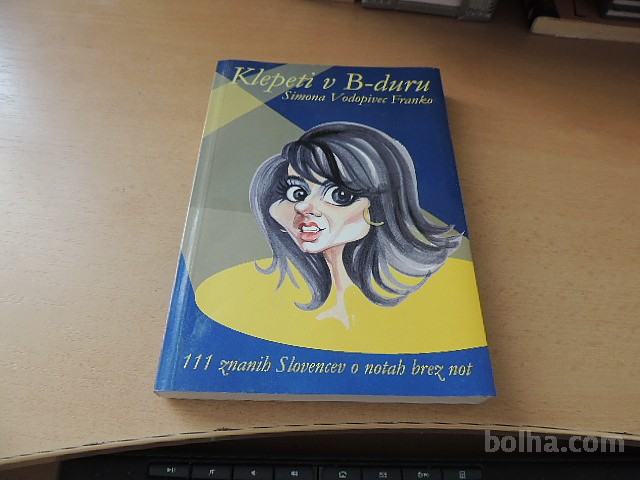 Klepeti v B-duru
Simona Vodopivec Franko
111 znanih Slovencev o notah brez not
bolha.com